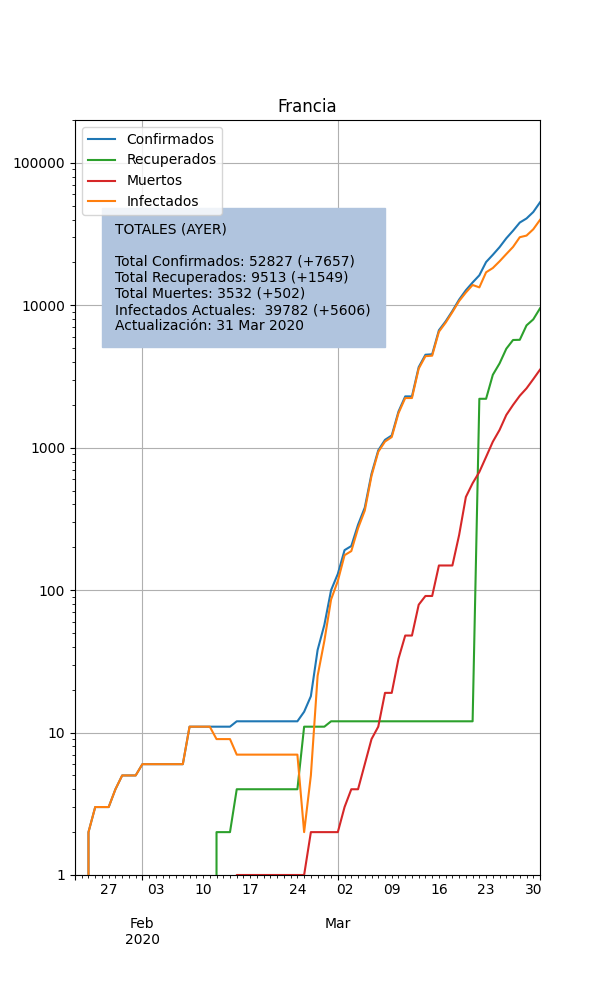 Francia
Confirmados
Recuperados
Muertos
Infectados
TOTALES (AYER)
Total Confirmados: 52827 (+7657)
Total Recuperados: 9513 (+1549)
Total Muertes: 3532 (+502)
Infectados Actuales:  39782 (+5606)
Actualización: 31 Mar 2020
100000
10000
1000
100
10
1
27 03 10 17 24 02 09 16 23 30
Feb Mar
2020